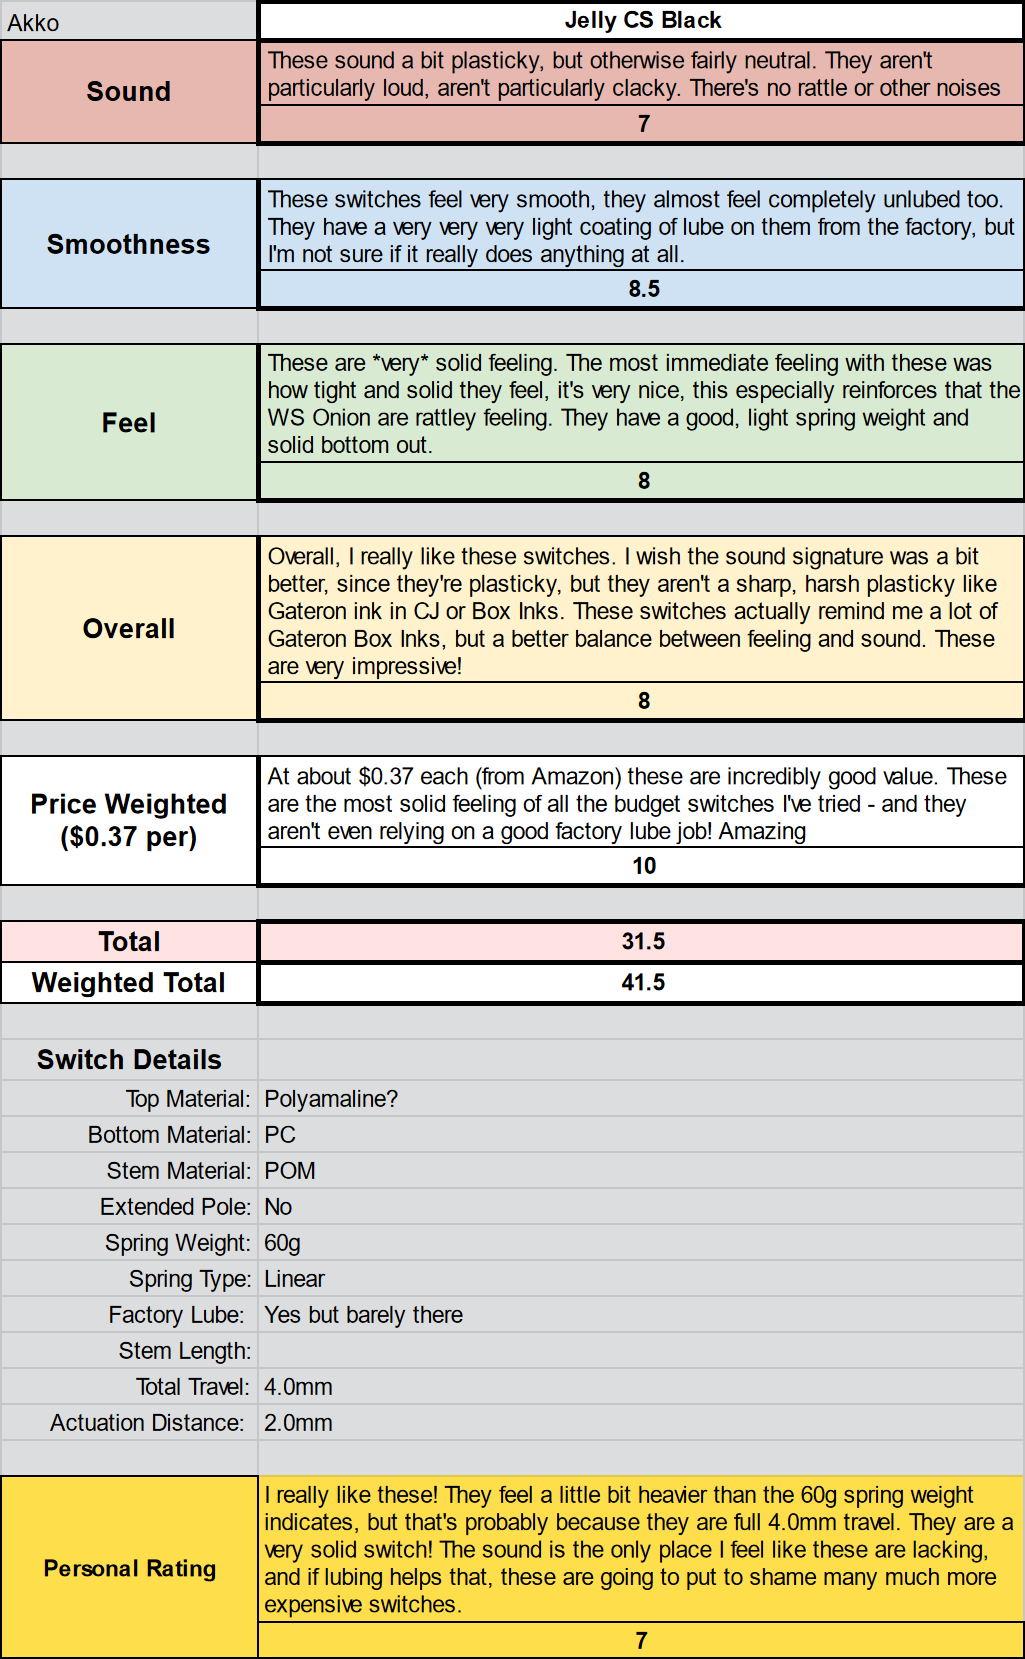 Akko
Jelly CS Black
Sound
These sound a bit plasticky, but otherwise fairly neutral. They aren't
particularly loud, aren't particularly clacky. There's no rattle or other noises
7
Smoothness
These switches feel very smooth, they almost feel completely unlubed too.
They have a very very very light coating of lube on them from the factory, but
I'm not sure if it really does anything at all.
8.5
Feel
These are *very* solid feeling. The most immediate feeling with these was
how tight and solid they feel, it's very nice, this especially reinforces that the
WS Onion are rattley feeling. They have a good, light spring weight and
solid bottom out.
8
Overall
Overall, I really like these switches. I wish the sound signature was a bit
better, since they're plasticky, but they aren't a sharp, harsh plasticky like
Gateron ink in CJ or Box Inks. These switches actually remind me a lot of
Gateron Box Inks, but a better balance between feeling and sound. These
are very impressive!
8
Price Weighted
($0.37 per)
At about $0.37 each (from Amazon) these are incredibly good value. These
are the most solid feeling of all the budget switches I've tried - and they
aren't even relying on a good factory lube job! Amazing
10
Total
31.5
Weighted Total
41.5
Switch Details
Top Material: Polyamaline?
Bottom Material: PC
Stem Material: POM
Extended Pole: No
Spring Weight: 60g
Spring Type: Linear
Factory Lube: Yes but barely there
Stem Length:
Total Travel: 4.0mm
Actuation Distance: 2.0mm
Personal Rating
I really like these! They feel a little bit heavier than the 60g spring weight
indicates, but that's probably because they are full 4.0mm travel. They are a
very solid switch! The sound is the only place I feel like these are lacking,
and if lubing helps that, these are going to put to shame many much more
expensive switches.
7